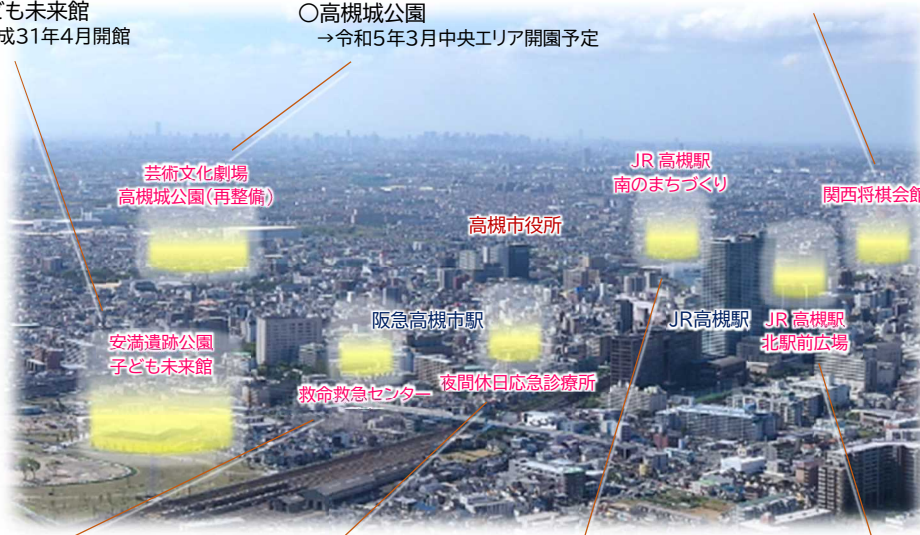 ども未来館
成31年4月開館
○高槻城公園
→令和5年3月中央エリア開園予定
芸術文化劇場
高槻城公園(再整備)
JR 高槻駅
南のまちづくり
関西将棋会館
高槻市役所
阪急高槻市駅
JR高槻駅
JR 高槻駅
北駅前広場
安満遺跡公園
子ども未来館
救命救急センター
夜間休日応急診療所